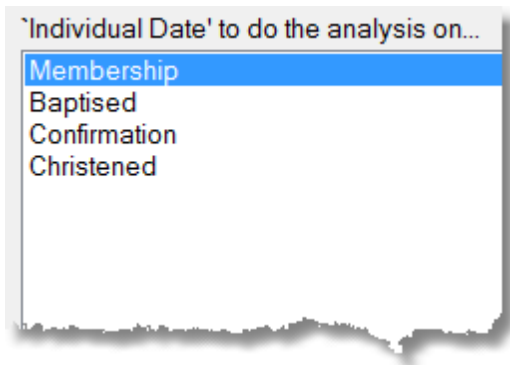 `Individual Date' to do the analysis on...
Membership
Baptised
Confirmation
Christened